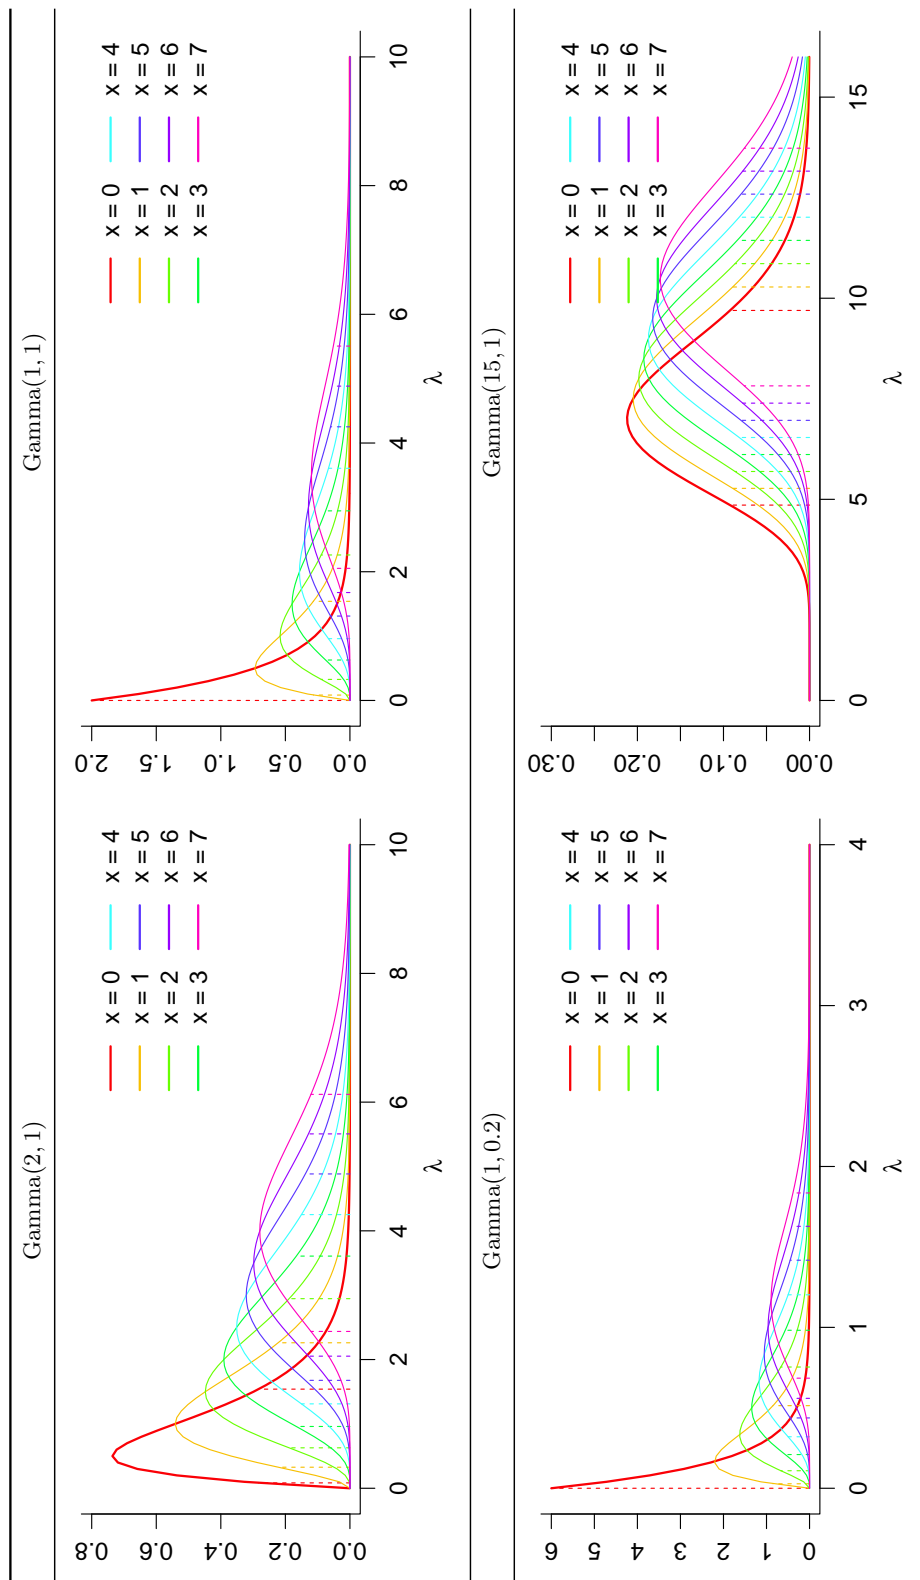 Gamma(2, 1)
0.8
0.6
0.4
0.2
0.0
x = 0
x = 1
x = 2
x = 3
x = 4
x = 5
x = 6
x = 7
0 2 4 6 8 10
λ
Gamma(1, 1)
2.0
1.5
1.0
0.5
0.0
x = 0
x = 1
x = 2
x = 3
x = 4
x = 5
x = 6
x = 7
0 2 4 6 8 10
λ
Gamma(1, 0.2)
6
5
4
3
2
1
0
x = 0
x = 1
x = 2
x = 3
x = 4
x = 5
x = 6
x = 7
0 1 2 3 4
λ
Gamma(15, 1)
0.30
0.20
0.10
0.00
x = 0
x = 1
x = 2
x = 3
x = 4
x = 5
x = 6
x = 7
0 5 10 15
λ